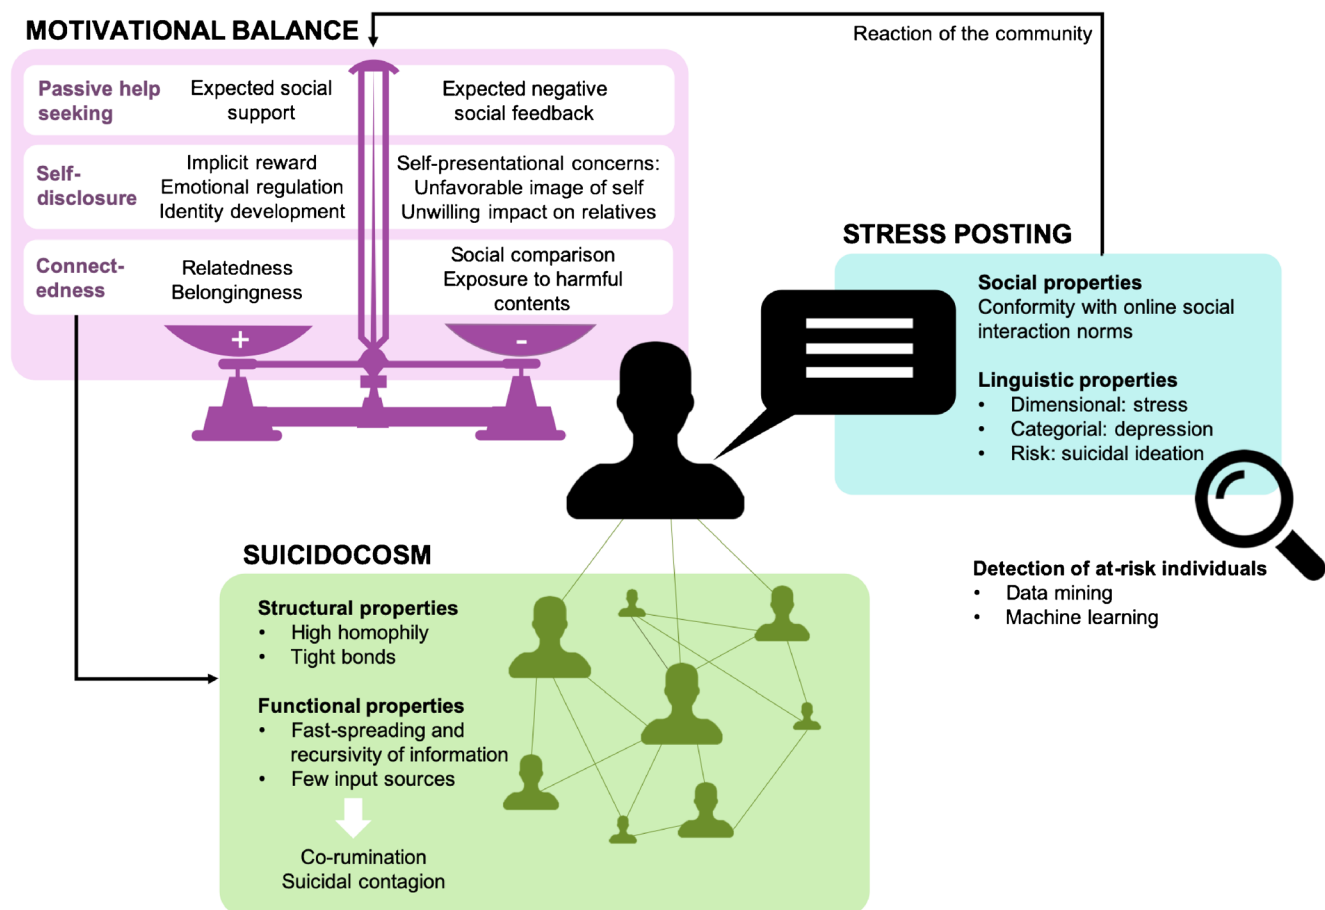 MOTIVATIONAL BALANCE
Reaction of the community
Passive help
seeking
Expected social
support
Expected negative
social feedback
Self-
disclosure
Implicit reward
Emotional regulation
Identity development
Self-presentational concerns:
Unfavorable image of self
Unwilling impact on relatives
Connect-
edness
Relatedness
Belongingness
Social comparison
Exposure to harmful
contents
+
-
STRESS POSTING
Social properties
Conformity with online social
interaction norms
Linguistic properties
• Dimensional: stress
• Categorial: depression
• Risk: suicidal ideation
Detection of at-risk individuals
• Data mining
• Machine learning
SUICIDOCOSM
Structural properties
• High homophily
• Tight bonds
Functional properties
• Fast-spreading and
recursivity of information
• Few input sources
Co-rumination
Suicidal contagion